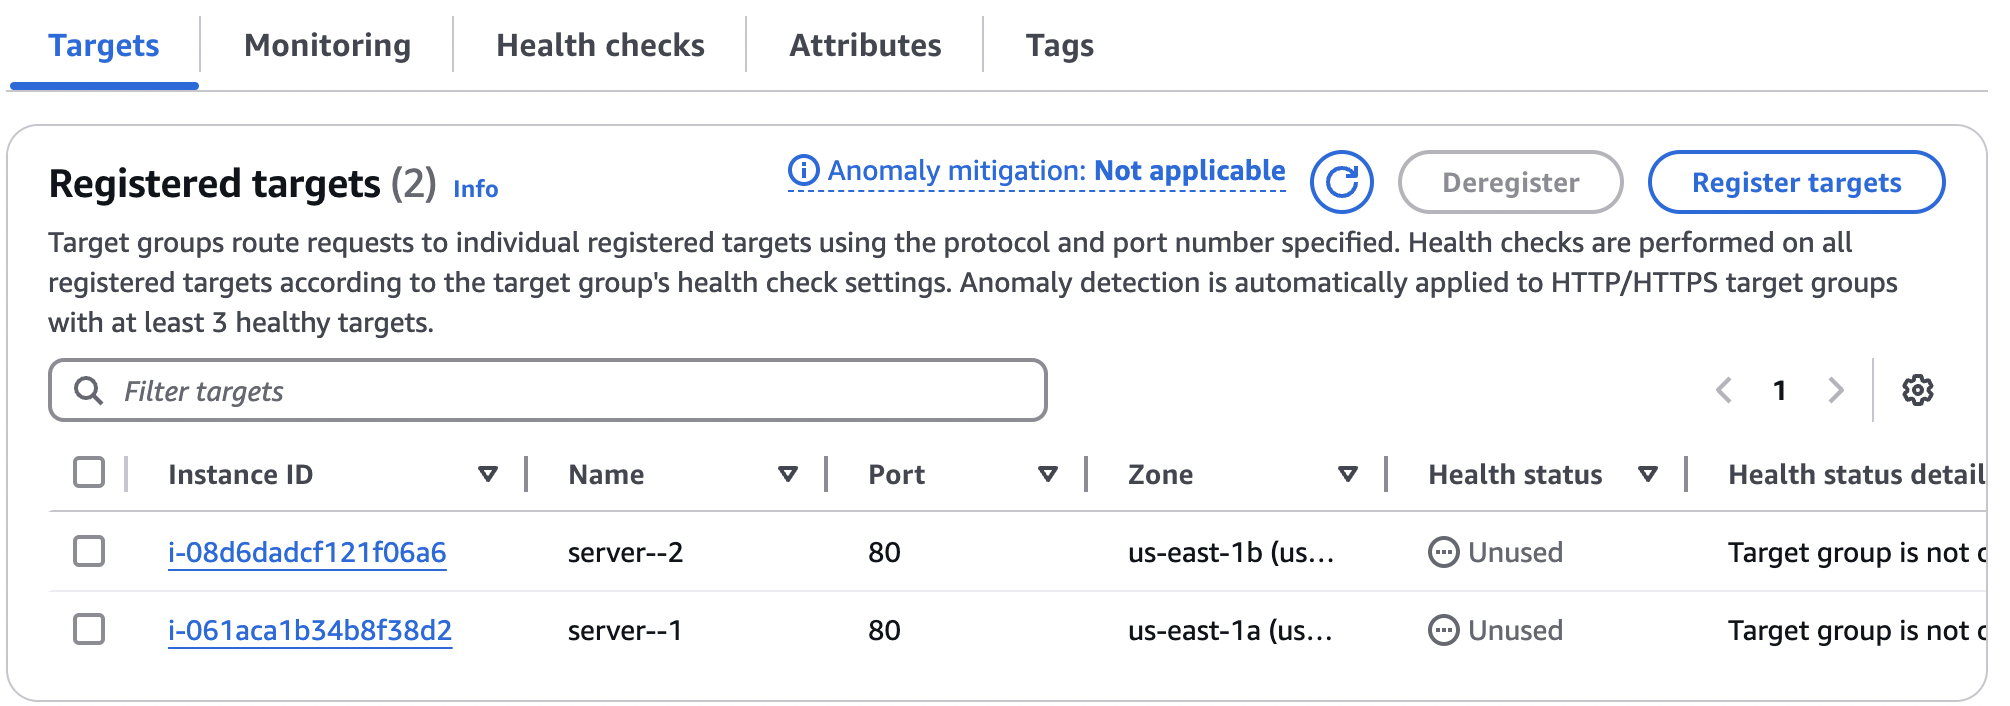 Targets
Monitoring
Health checks
Attributes
Tags
Registered targets (2) Info
Anomaly mitigation: Not applicable
Deregister
Register targets
Target groups route requests to individual registered targets using the protocol and port number specified. Health checks are performed on all
registered targets according to the target group's health check settings. Anomaly detection is automatically applied to HTTP/HTTPS target groups
with at least 3 healthy targets.
Filter targets
1
Instance ID Name Port Zone Health status Health status detail
i-08d6dadcf121f06a6 server--2 80 us-east-1b (us... Unused Target group is not
i-061aca1b34b8f38d2 server--1 80 us-east-1a (us... Unused Target group is not